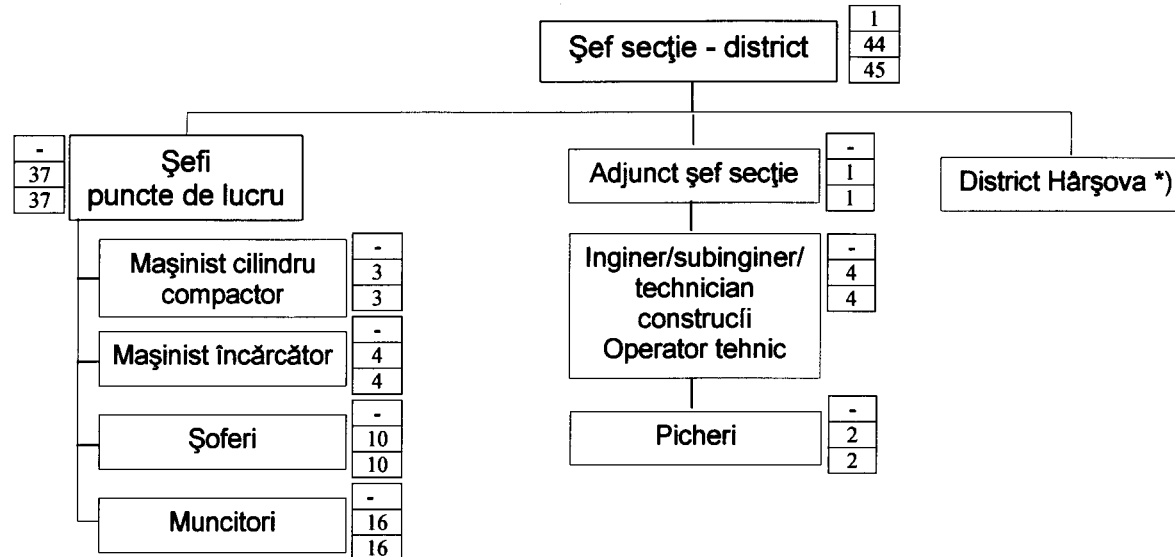 Şef secţie - district
1
44
45
-
37
37
Şefi
puncte de lucru
Adjunct şef secţie
-
1
1
District Hârşova *)
Maşinist cilindru
compactor
-
3
3
Inginer/subinginer/
technician
construcíi
Operator tehnic
-
4
4
Maşinist încărcător
-
4
4
Şoferi
-
10
10
Picheri
-
2
2
Muncitori
-
16
16